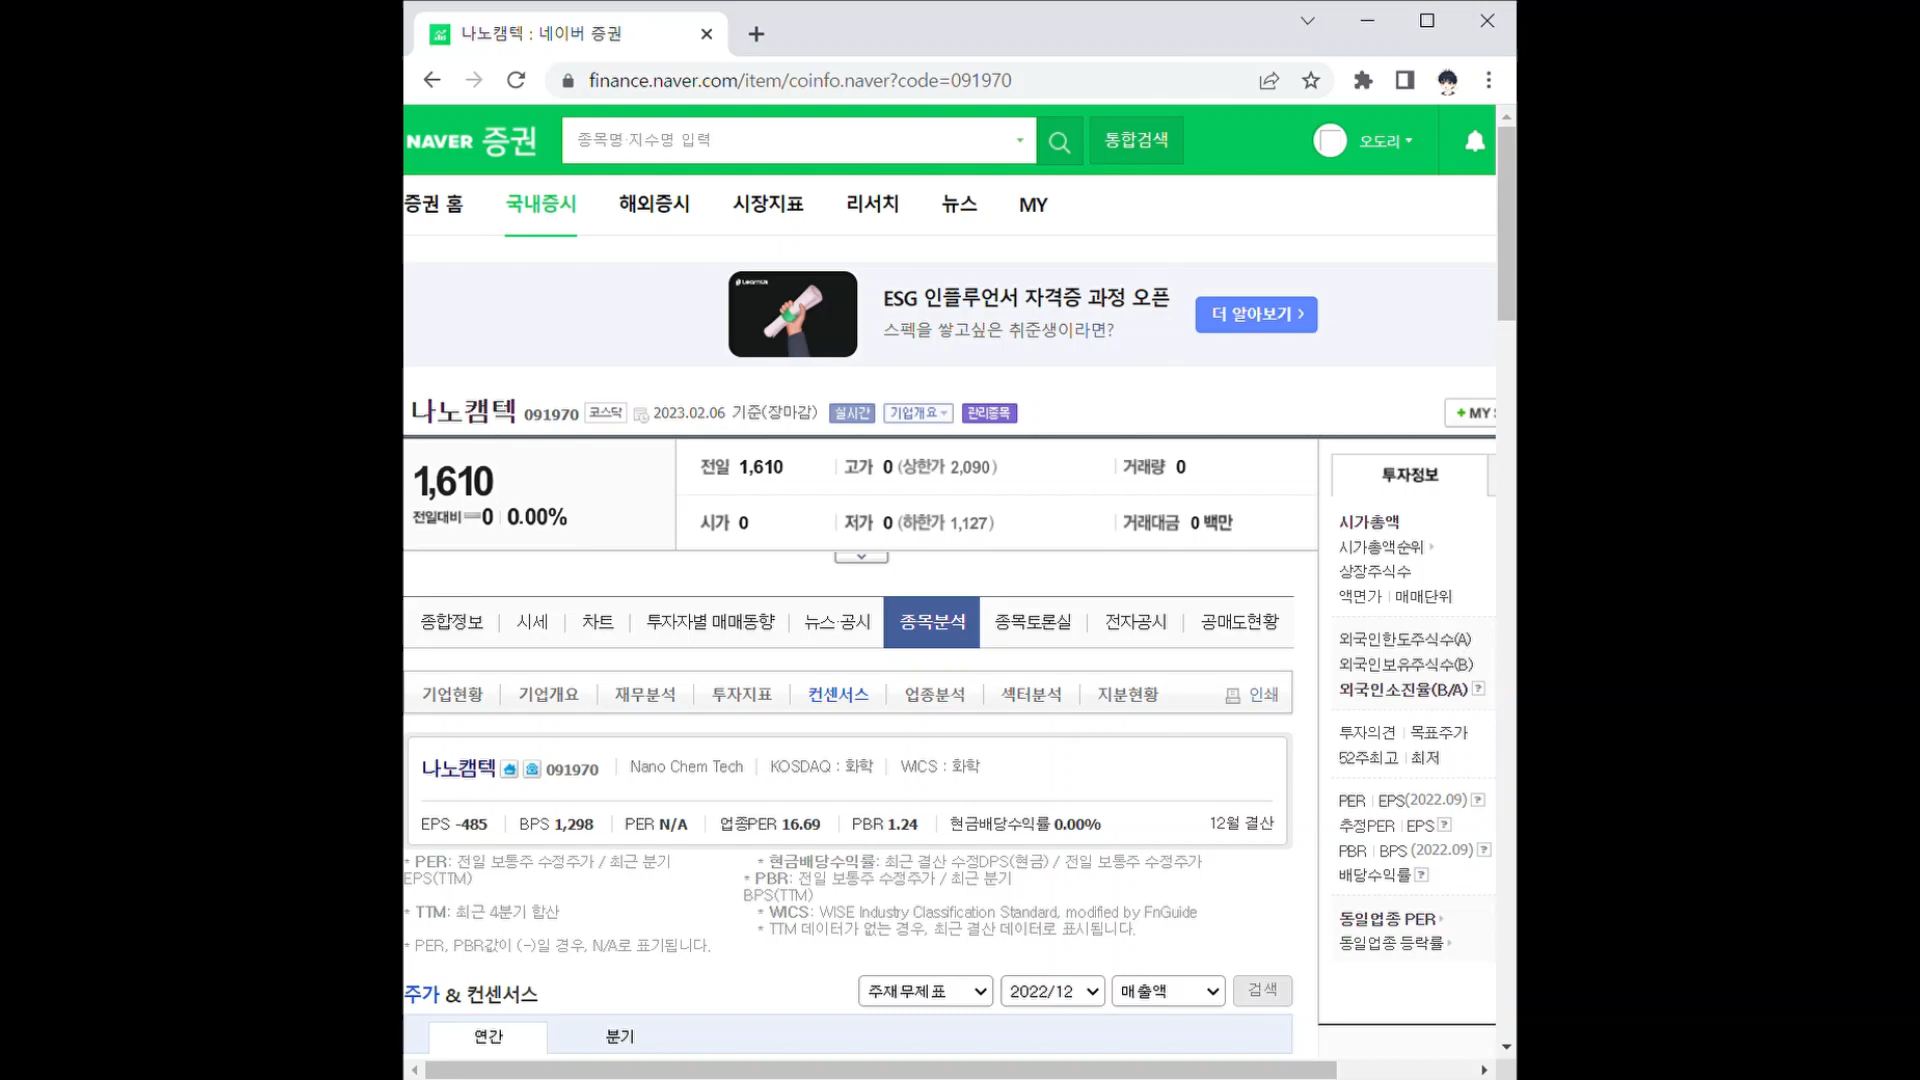 나노캠텍 : 네이버 증권
finance.naver.com/item/coinfo.naver?code=091970
NAVER 증권 종목명·지수명 입력 통합검색 오도리
증권 홈 국내증시 해외증시 시장지표 리서치 뉴스 MY
LearnUs
ESG 인플루언서 자격증 과정 오픈
스펙을 쌓고싶은 취준생이라면?
더 알아보기 >
나노캠텍 091970 코스닥 2023.02.06 기준(장마감) 실시간 기업개요 관리종목
+ MY
1,610
전일대비 0 0.00%
전일 1,610 고가 0 (상한가 2,090) 거래량 0
시가 0 저가 0 (하한가 1,127) 거래대금 0 백만
종합정보 시세 차트 투자자별 매매동향 뉴스·공시 종목분석 종목토론실 전자공시 공매도현황
기업현황 기업개요 재무분석 투자지표 컨센서스 업종분석 섹터분석 지분현황 인쇄
나노캠텍 091970 Nano Chem Tech KOSDAQ : 화학 WICS : 화학
EPS -485 BPS 1,298 PER N/A 업종PER 16.69 PBR 1.24 현금배당수익률 0.00% 12월 결산
* PER: 전일 보통주 수정주가 / 최근 분기
EPS(TTM)
* TTM: 최근 4분기 합산
* PER, PBR값이 (-)일 경우, N/A로 표기됩니다.
* 현금배당수익률: 최근 결산 수정DPS(현금) / 전일 보통주 수정주가
* PBR: 전일 보통주 수정주가 / 최근 분기
BPS(TTM)
* WICS: WISE Industry Classification Standard, modified by FnGuide
* TTM 데이터가 없는 경우, 최근 결산 데이터로 표시됩니다.
주가 & 컨센서스 주재무제표 2022/12 매출액 검색
연간 분기
투자정보
시가총액
시가총액순위
상장주식수
액면가 매매단위
외국인한도주식수(A)
외국인보유주식수(B)
외국인소진율(B/A) ?
투자의견 목표주가
52주최고 최저
PER EPS(2022.09) ?
추정PER EPS ?
PBR BPS (2022.09) ?
배당수익률 ?
동일업종 PER
동일업종 등락률